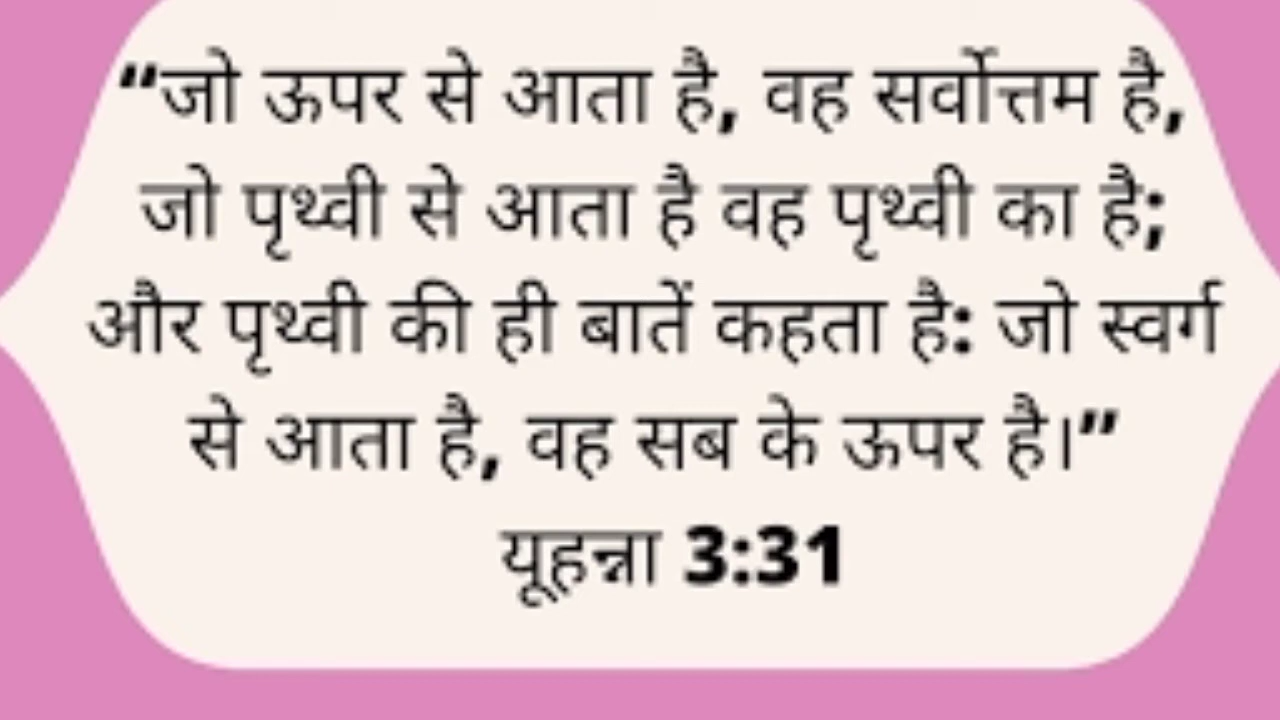 “जो ऊपर से आता है, वह सर्वोत्तम है,
जो पृथ्वी से आता है वह पृथ्वी का है;
और पृथ्वी की ही बातें कहता है: जो स्वर्ग
से आता है, वह सब के ऊपर है।”
यूहन्ना 3:31